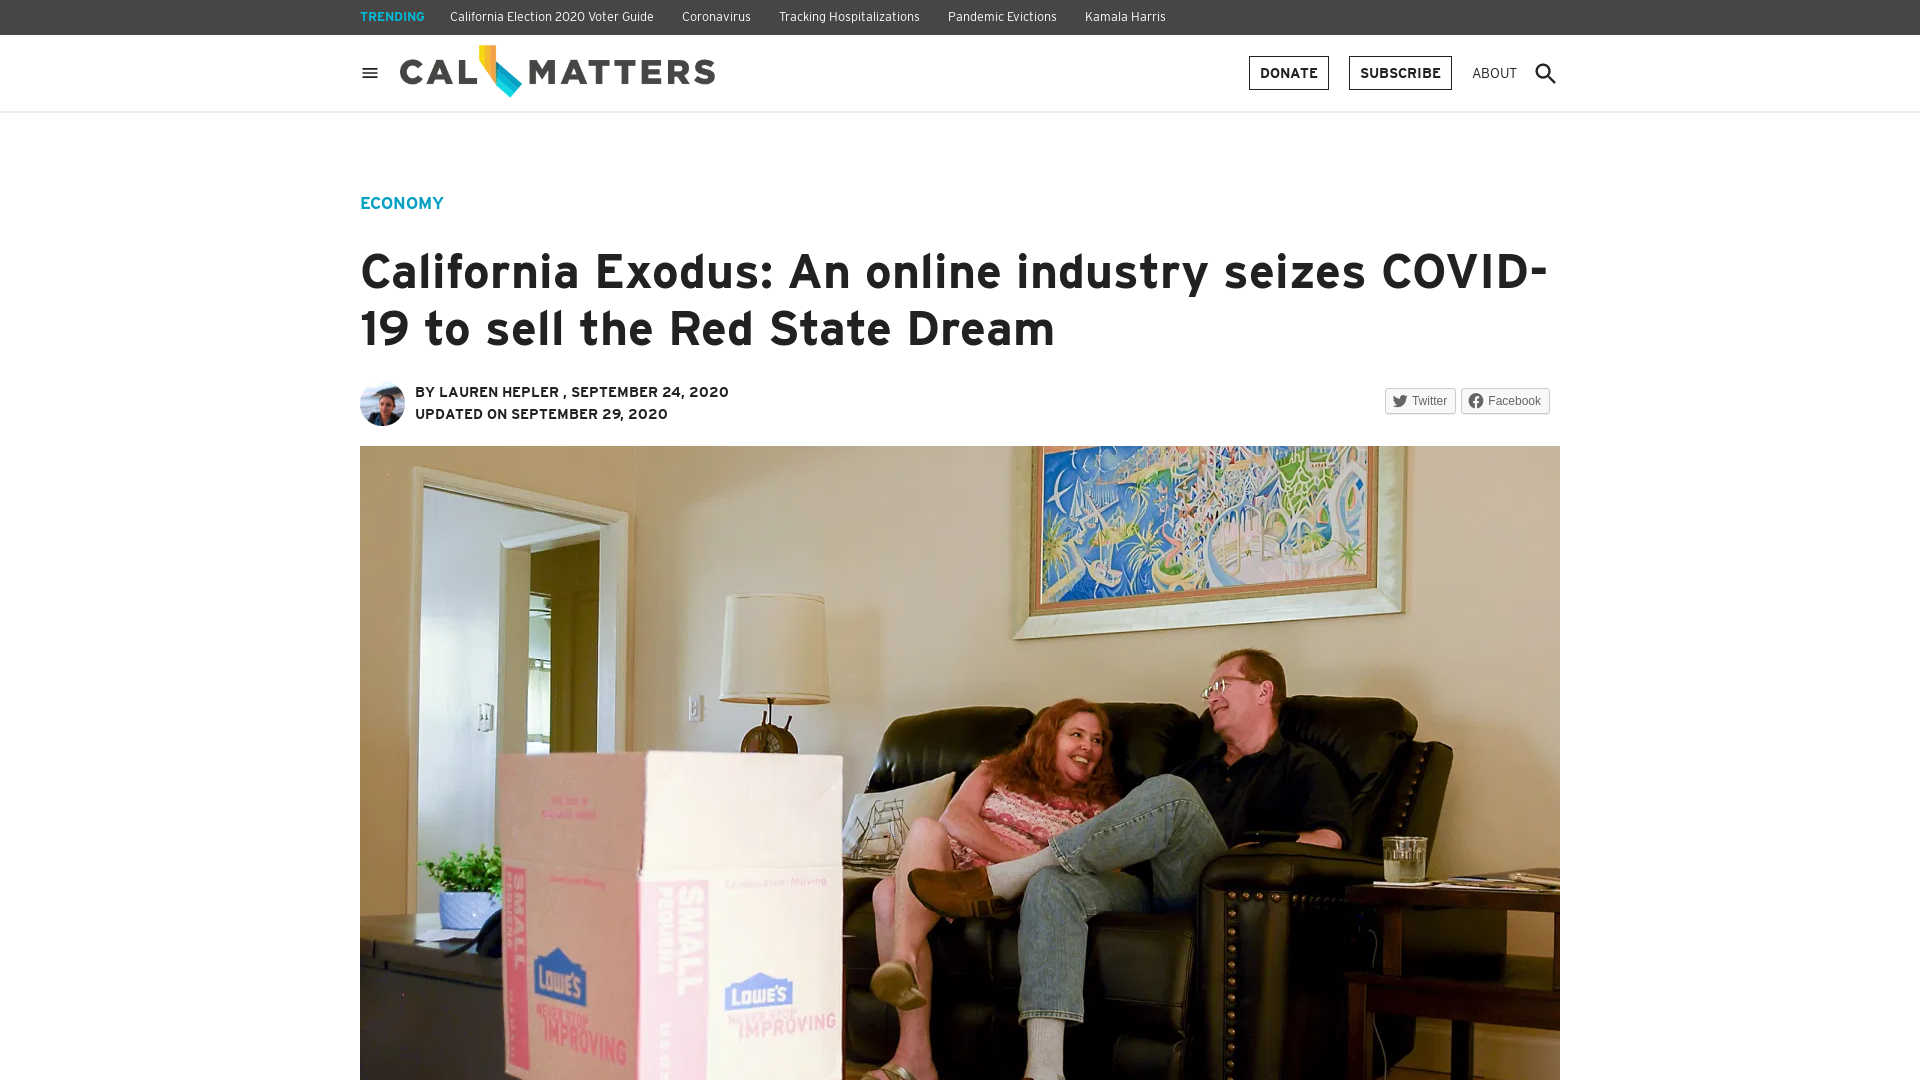 TRENDING California Election 2020 Voter Guide Coronavirus Tracking Hospitalizations Pandemic Evictions Kamala Harris
CAL MATTERS
DONATE SUBSCRIBE ABOUT
ECONOMY
California Exodus: An online industry seizes COVID-
19 to sell the Red State Dream
BY LAUREN HEPLER , SEPTEMBER 24, 2020
UPDATED ON SEPTEMBER 29, 2020
Twitter Facebook
SMALL
PEQUEÑA
LOWE'S
NEVER STOP
IMPROVING
SMALL
PEQUEÑA
LOWE'S
NEVER STOP
IMPROVING